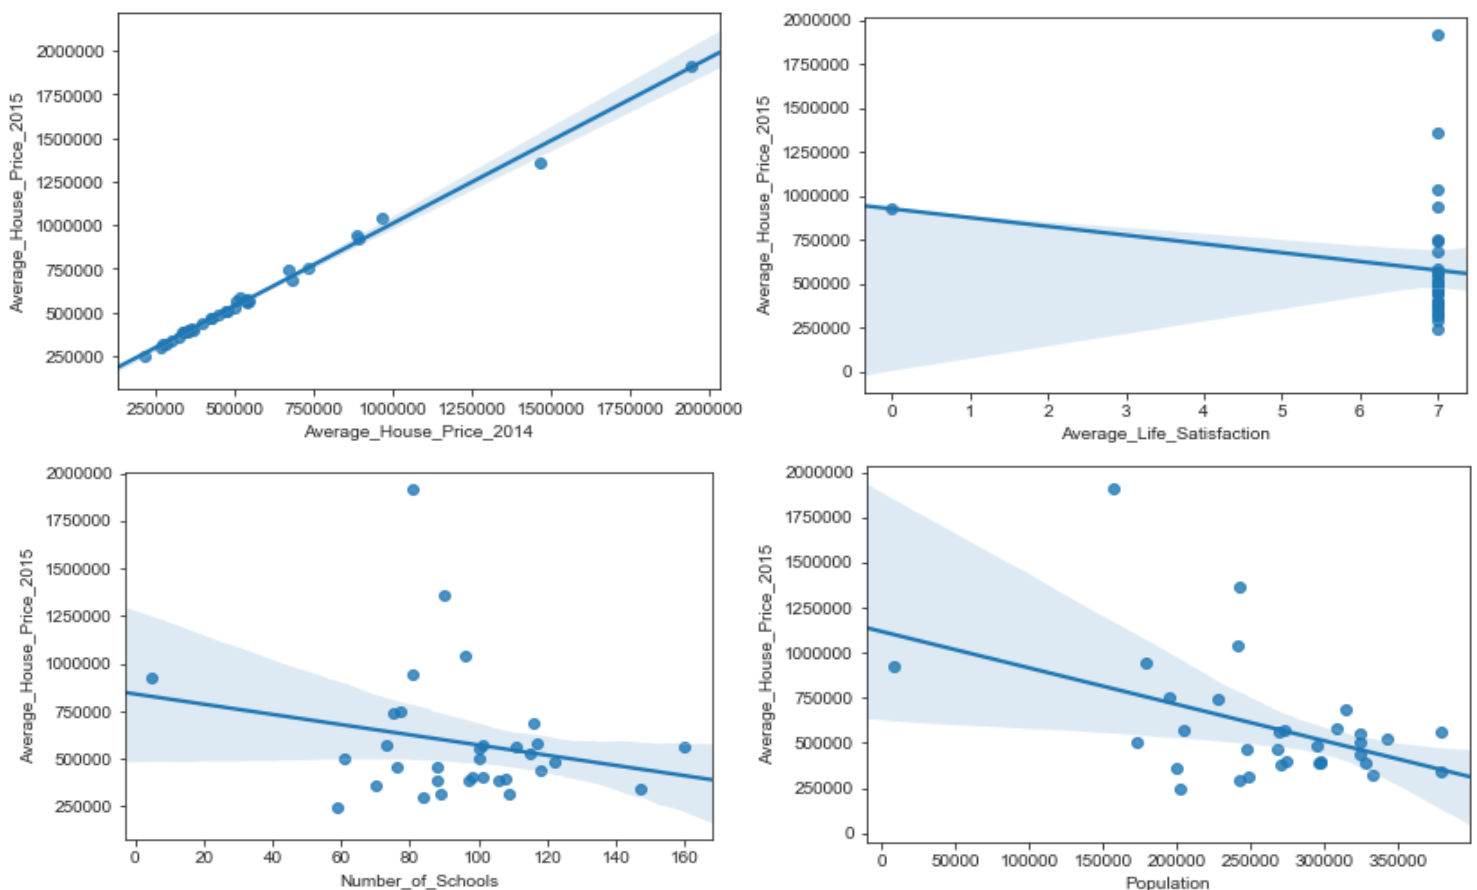 Average_House_Price_2015
2000000
1750000
1500000
1250000
1000000
750000
500000
250000
250000 500000 750000 1000000 1250000 1500000 1750000 2000000
Average_House_Price_2014
Average_House_Price_2015
2000000
1750000
1500000
1250000
1000000
750000
500000
250000
0
0 1 2 3 4 5 6 7
Average_Life_Satisfaction
Average_House_Price_2015
2000000
1750000
1500000
1250000
1000000
750000
500000
250000
0 20 40 60 80 100 120 140 160
Number_of_Schools
Average_House_Price_2015
2000000
1750000
1500000
1250000
1000000
750000
500000
250000
0
0 50000 100000 150000 200000 250000 300000 350000
Population